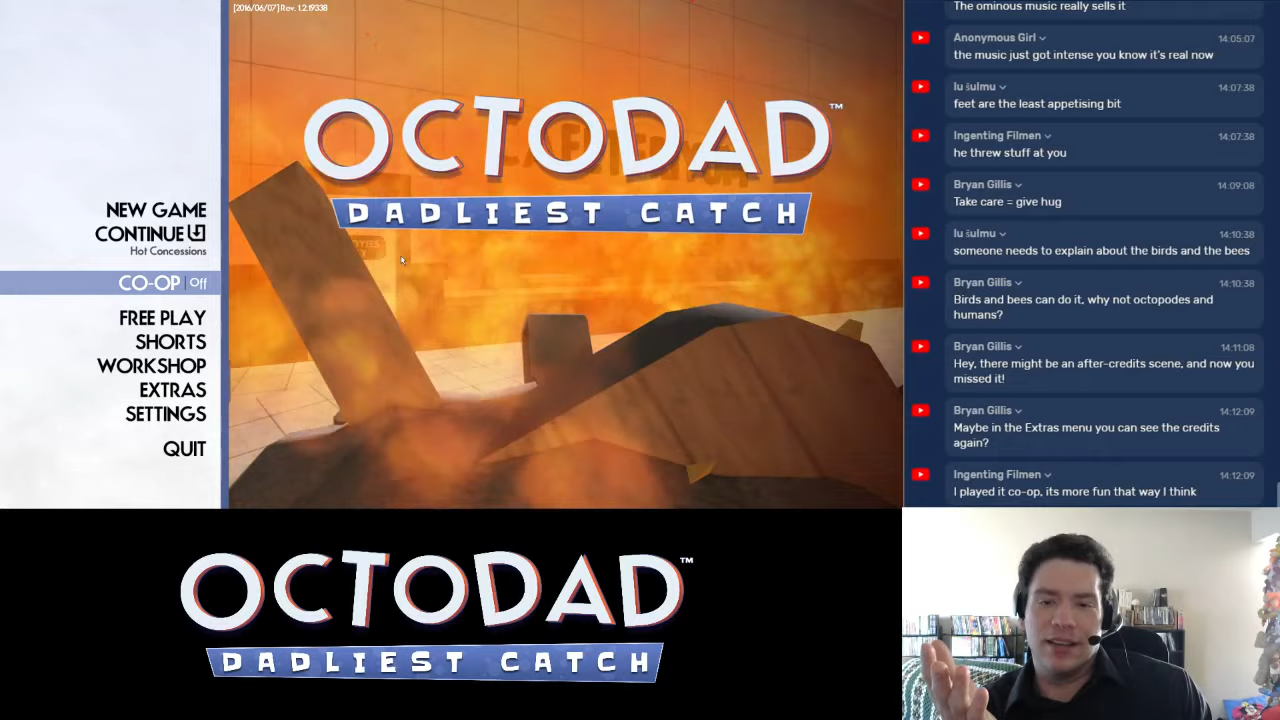 [2016/06/07] Rev. 1.2.19338
OCTODAD™
DADLIEST CATCH
NEW GAME
CONTINUE
Hot Concessions
CO-OP | Off
FREE PLAY
SHORTS
WORKSHOP
EXTRAS
SETTINGS
QUIT
The ominous music really sells it
Anonymous Girl 14:05:07
the music just got intense you know it's real now
lu šulmu 14:07:38
feet are the least appetising bit
Ingenting Filmen 14:07:38
he threw stuff at you
Bryan Gillis 14:09:08
Take care = give hug
lu šulmu 14:10:38
someone needs to explain about the birds and the bees
Bryan Gillis 14:10:38
Birds and bees can do it, why not octopodes and
humans?
Bryan Gillis 14:11:08
Hey, there might be an after-credits scene, and now you
missed it!
Bryan Gillis 14:12:09
Maybe in the Extras menu you can see the credits
again?
Ingenting Filmen 14:12:09
I played it co-op, its more fun that way I think
OCTODAD™
DADLIEST CATCH